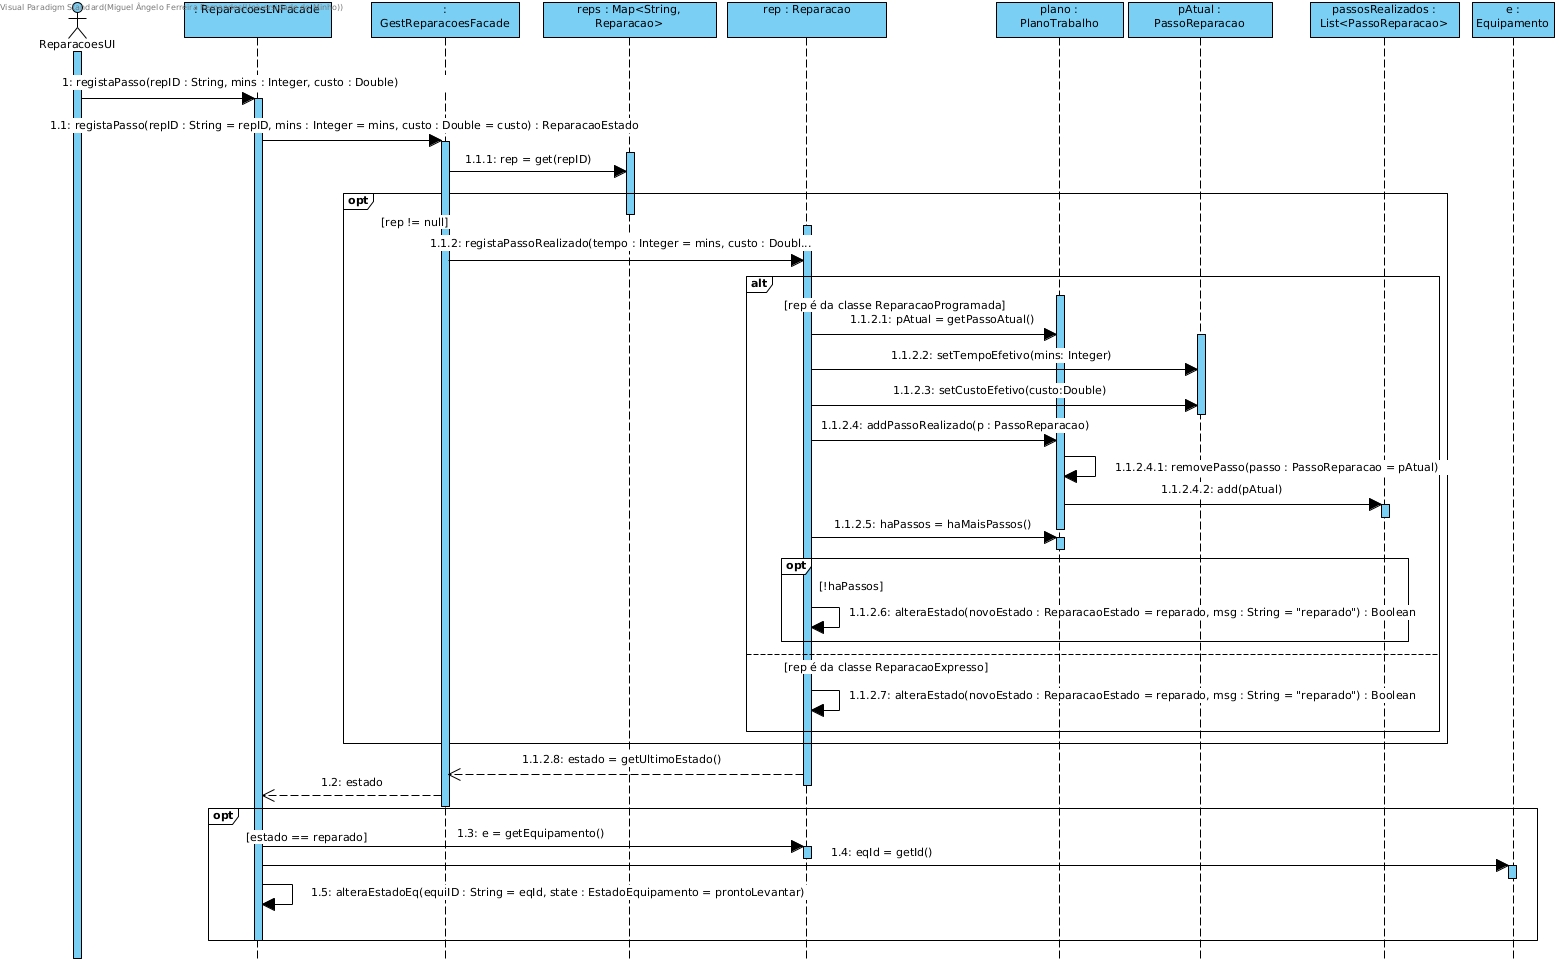 Visual Paradigm Standard(Miguel Ângelo Ferreira
: ReparacoesLNFacade
:
GestReparacoesFacade
reps : Map<String,
Reparacao>
rep : Reparacao
plano :
PlanoTrabalho
pAtual :
PassoReparacao
passosRealizados :
List<PassoReparacao>
e :
Equipamento
ReparacoesUI
1: registaPasso(repID : String, mins : Integer, custo : Double)
1.1: registaPasso(repID : String = repID, mins : Integer = mins, custo : Double = custo) : ReparacaoEstado
1.1.1: rep = get(repID)
opt
[rep != null]
1.1.2: registaPassoRealizado(tempo : Integer = mins, custo : Doubl...
alt
[rep é da classe ReparacaoProgramada]
1.1.2.1: pAtual = getPassoAtual()
1.1.2.2: setTempoEfetivo(mins: Integer)
1.1.2.3: setCustoEfetivo(custo:Double)
1.1.2.4: addPassoRealizado(p : PassoReparacao)
1.1.2.4.1: removePasso(passo : PassoReparacao = pAtual)
1.1.2.4.2: add(pAtual)
1.1.2.5: haPassos = haMaisPassos()
opt
[!haPassos]
1.1.2.6: alteraEstado(novoEstado : ReparacaoEstado = reparado, msg : String = "reparado") : Boolean
[rep é da classe ReparacaoExpresso]
1.1.2.7: alteraEstado(novoEstado : ReparacaoEstado = reparado, msg : String = "reparado") : Boolean
1.1.2.8: estado = getUltimoEstado()
1.2: estado
opt
[estado == reparado]
1.3: e = getEquipamento()
1.4: eqId = getId()
1.5: alteraEstadoEq(equiID : String = eqId, state : EstadoEquipamento = prontoLevantar)